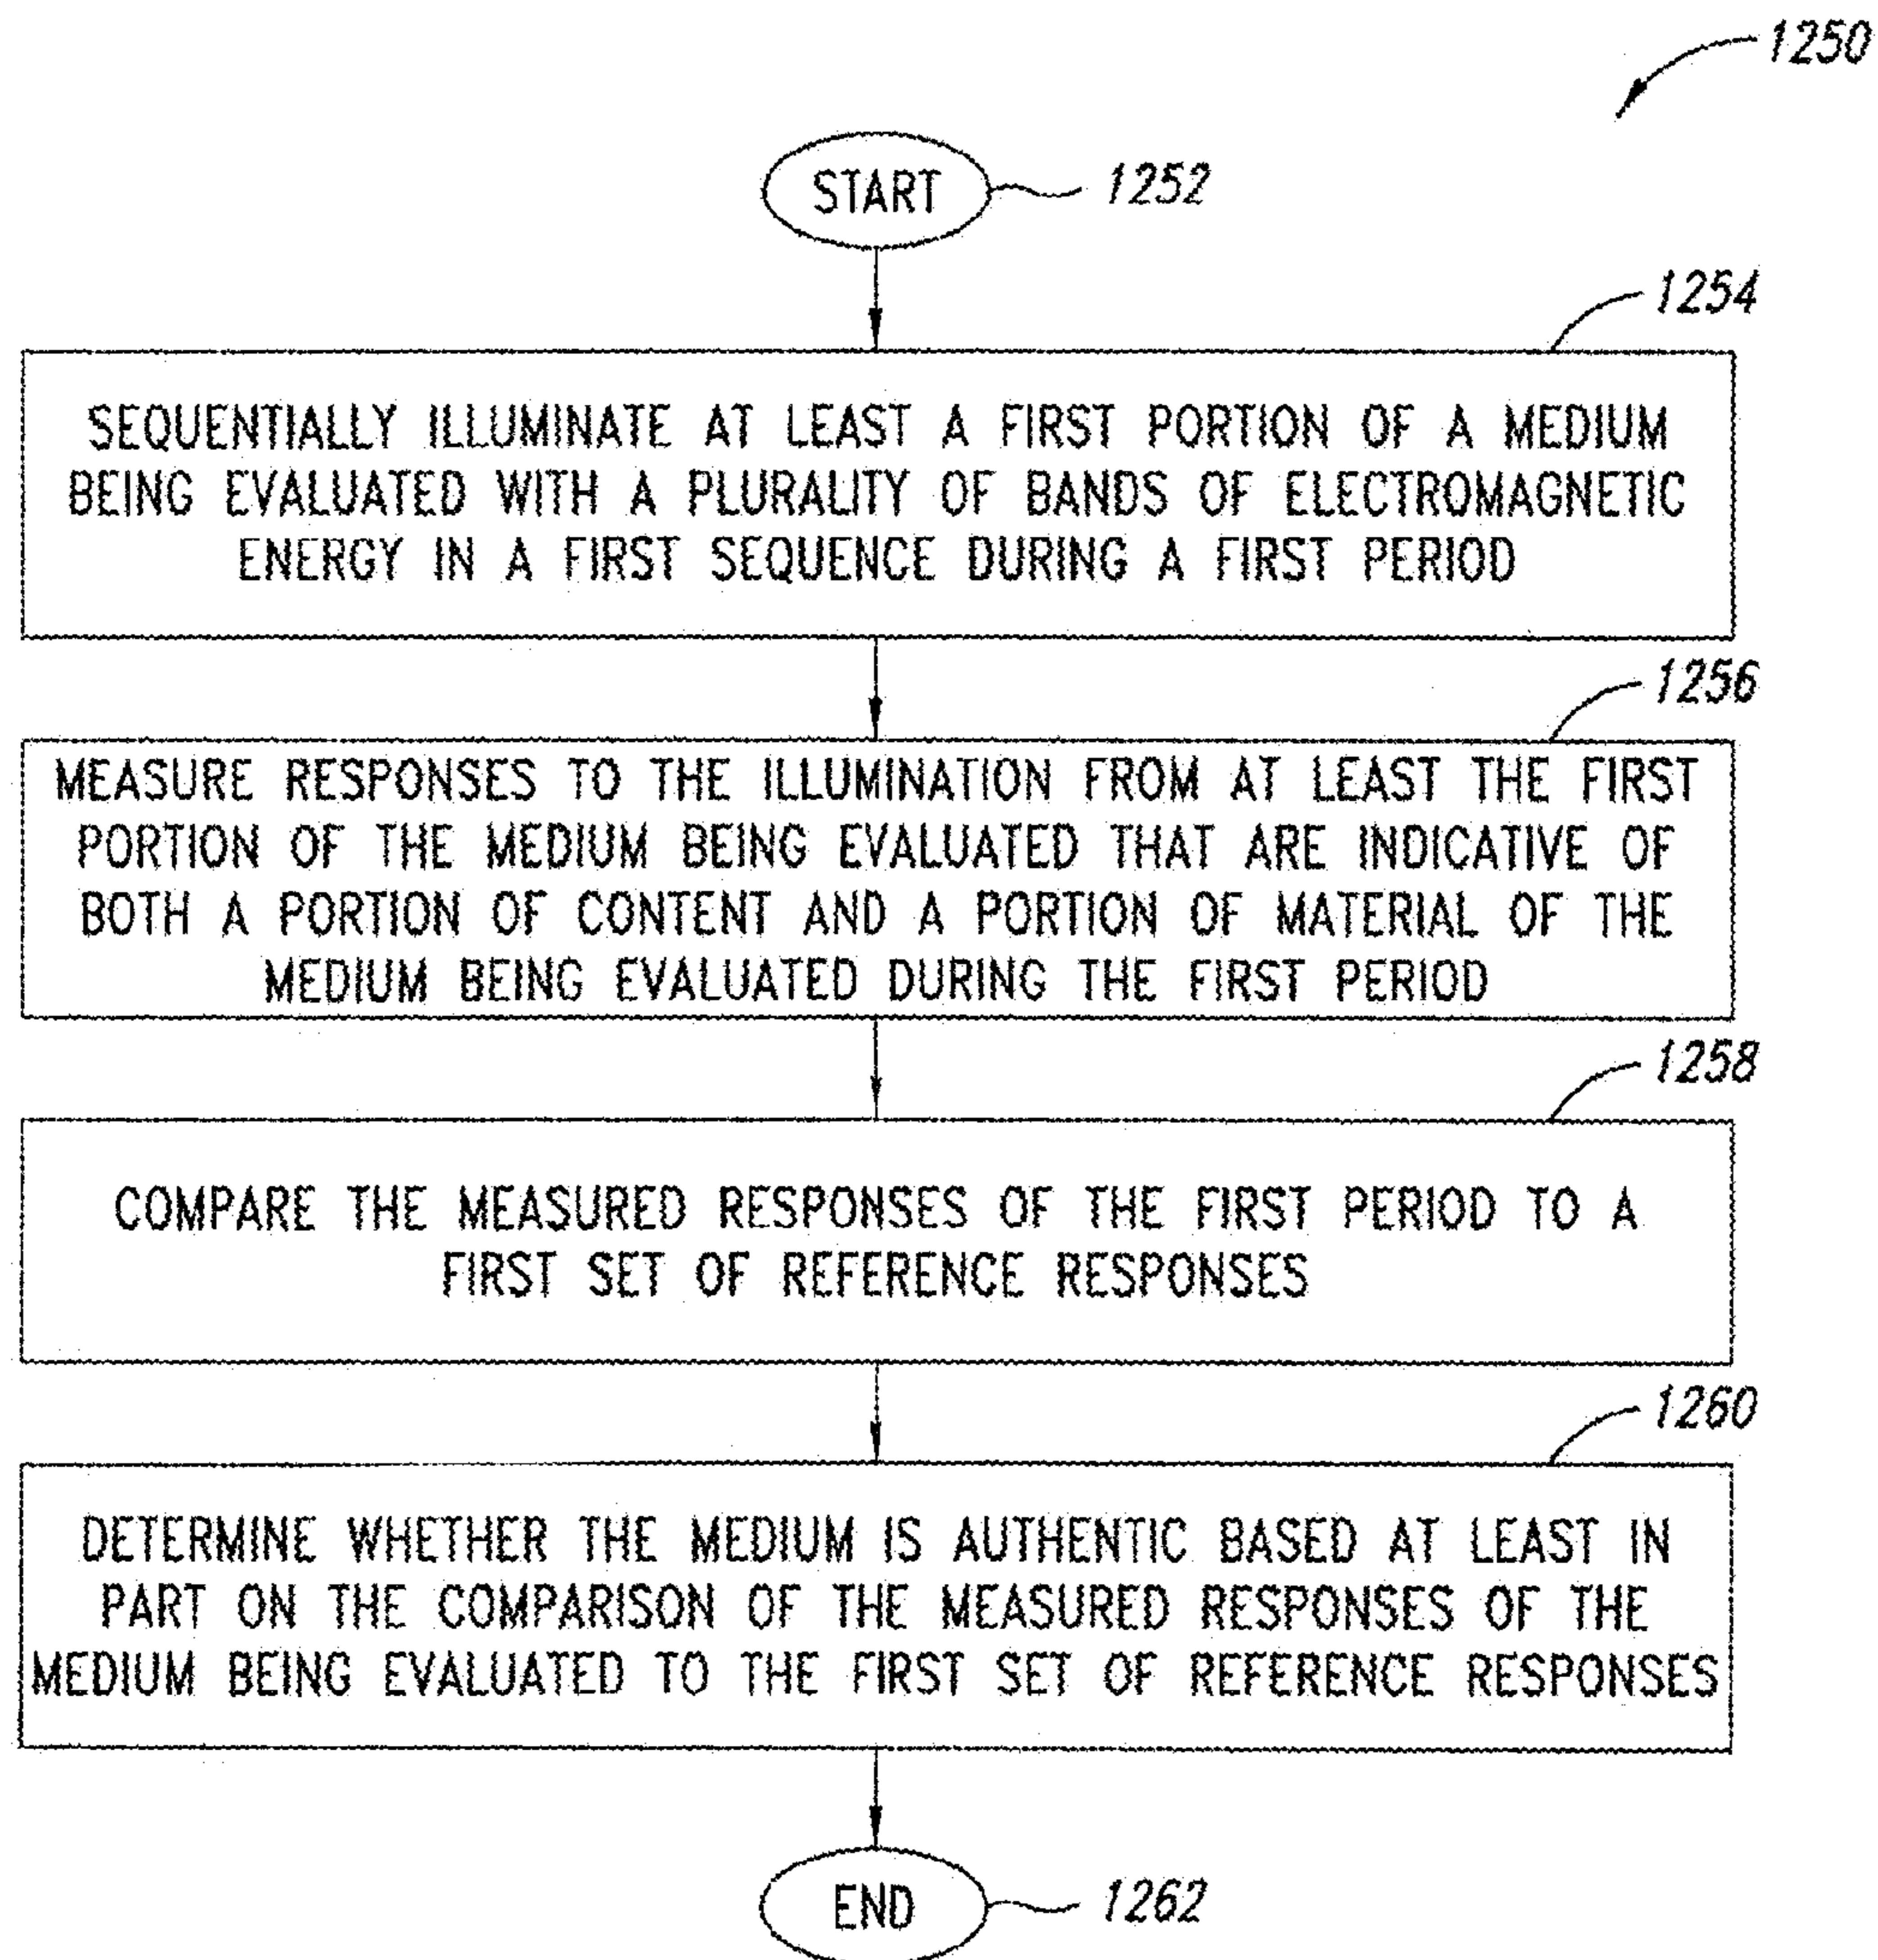 1250
START
1252
1254
SEQUENTIALLY ILLUMINATE AT LEAST A FIRST PORTION OF A MEDIUM
BEING EVALUATED WITH A PLURALITY OF BANDS OF ELECTROMAGNETIC
ENERGY IN A FIRST SEQUENCE DURING A FIRST PERIOD
1256
MEASURE RESPONSES TO THE ILLUMINATION FROM AT LEAST THE FIRST
PORTION OF THE MEDIUM BEING EVALUATED THAT ARE INDICATIVE OF
BOTH A PORTION OF CONTENT AND A PORTION OF MATERIAL OF THE
MEDIUM BEING EVALUATED DURING THE FIRST PERIOD
1258
COMPARE THE MEASURED RESPONSES OF THE FIRST PERIOD TO A
FIRST SET OF REFERENCE RESPONSES
1260
DETERMINE WHETHER THE MEDIUM IS AUTHENTIC BASED AT LEAST IN
PART ON THE COMPARISON OF THE MEASURED RESPONSES OF THE
MEDIUM BEING EVALUATED TO THE FIRST SET OF REFERENCE RESPONSES
END
1262